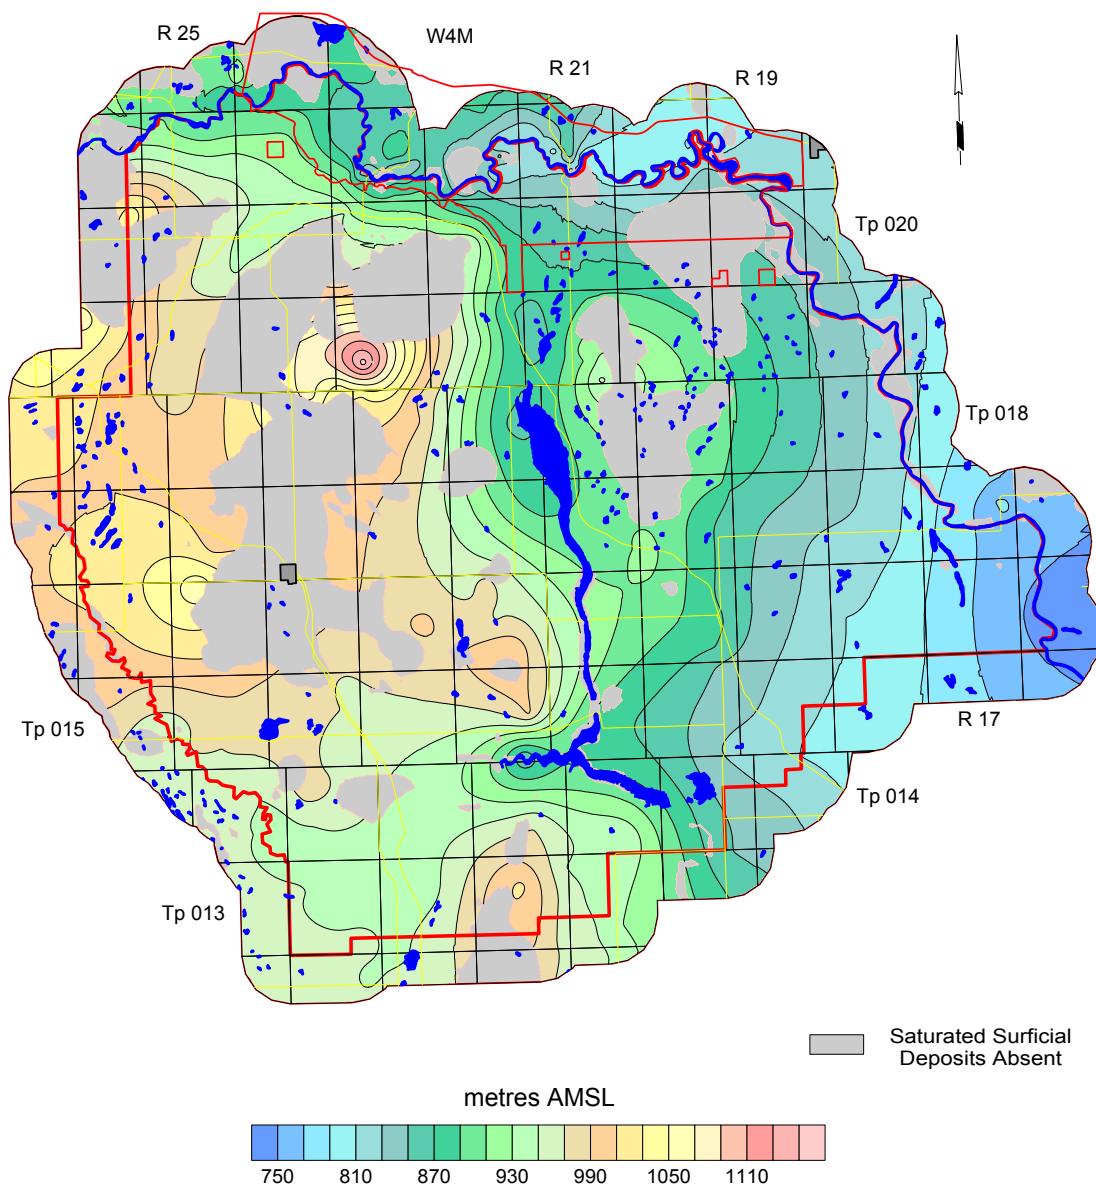 R 25
W4M
R 21
R 19
Tp 020
Tp 018
Tp 015
R 17
Tp 014
Tp 013
Saturated Surficial
Deposits Absent
metres AMSL
750 810 870 930 990 1050 1110